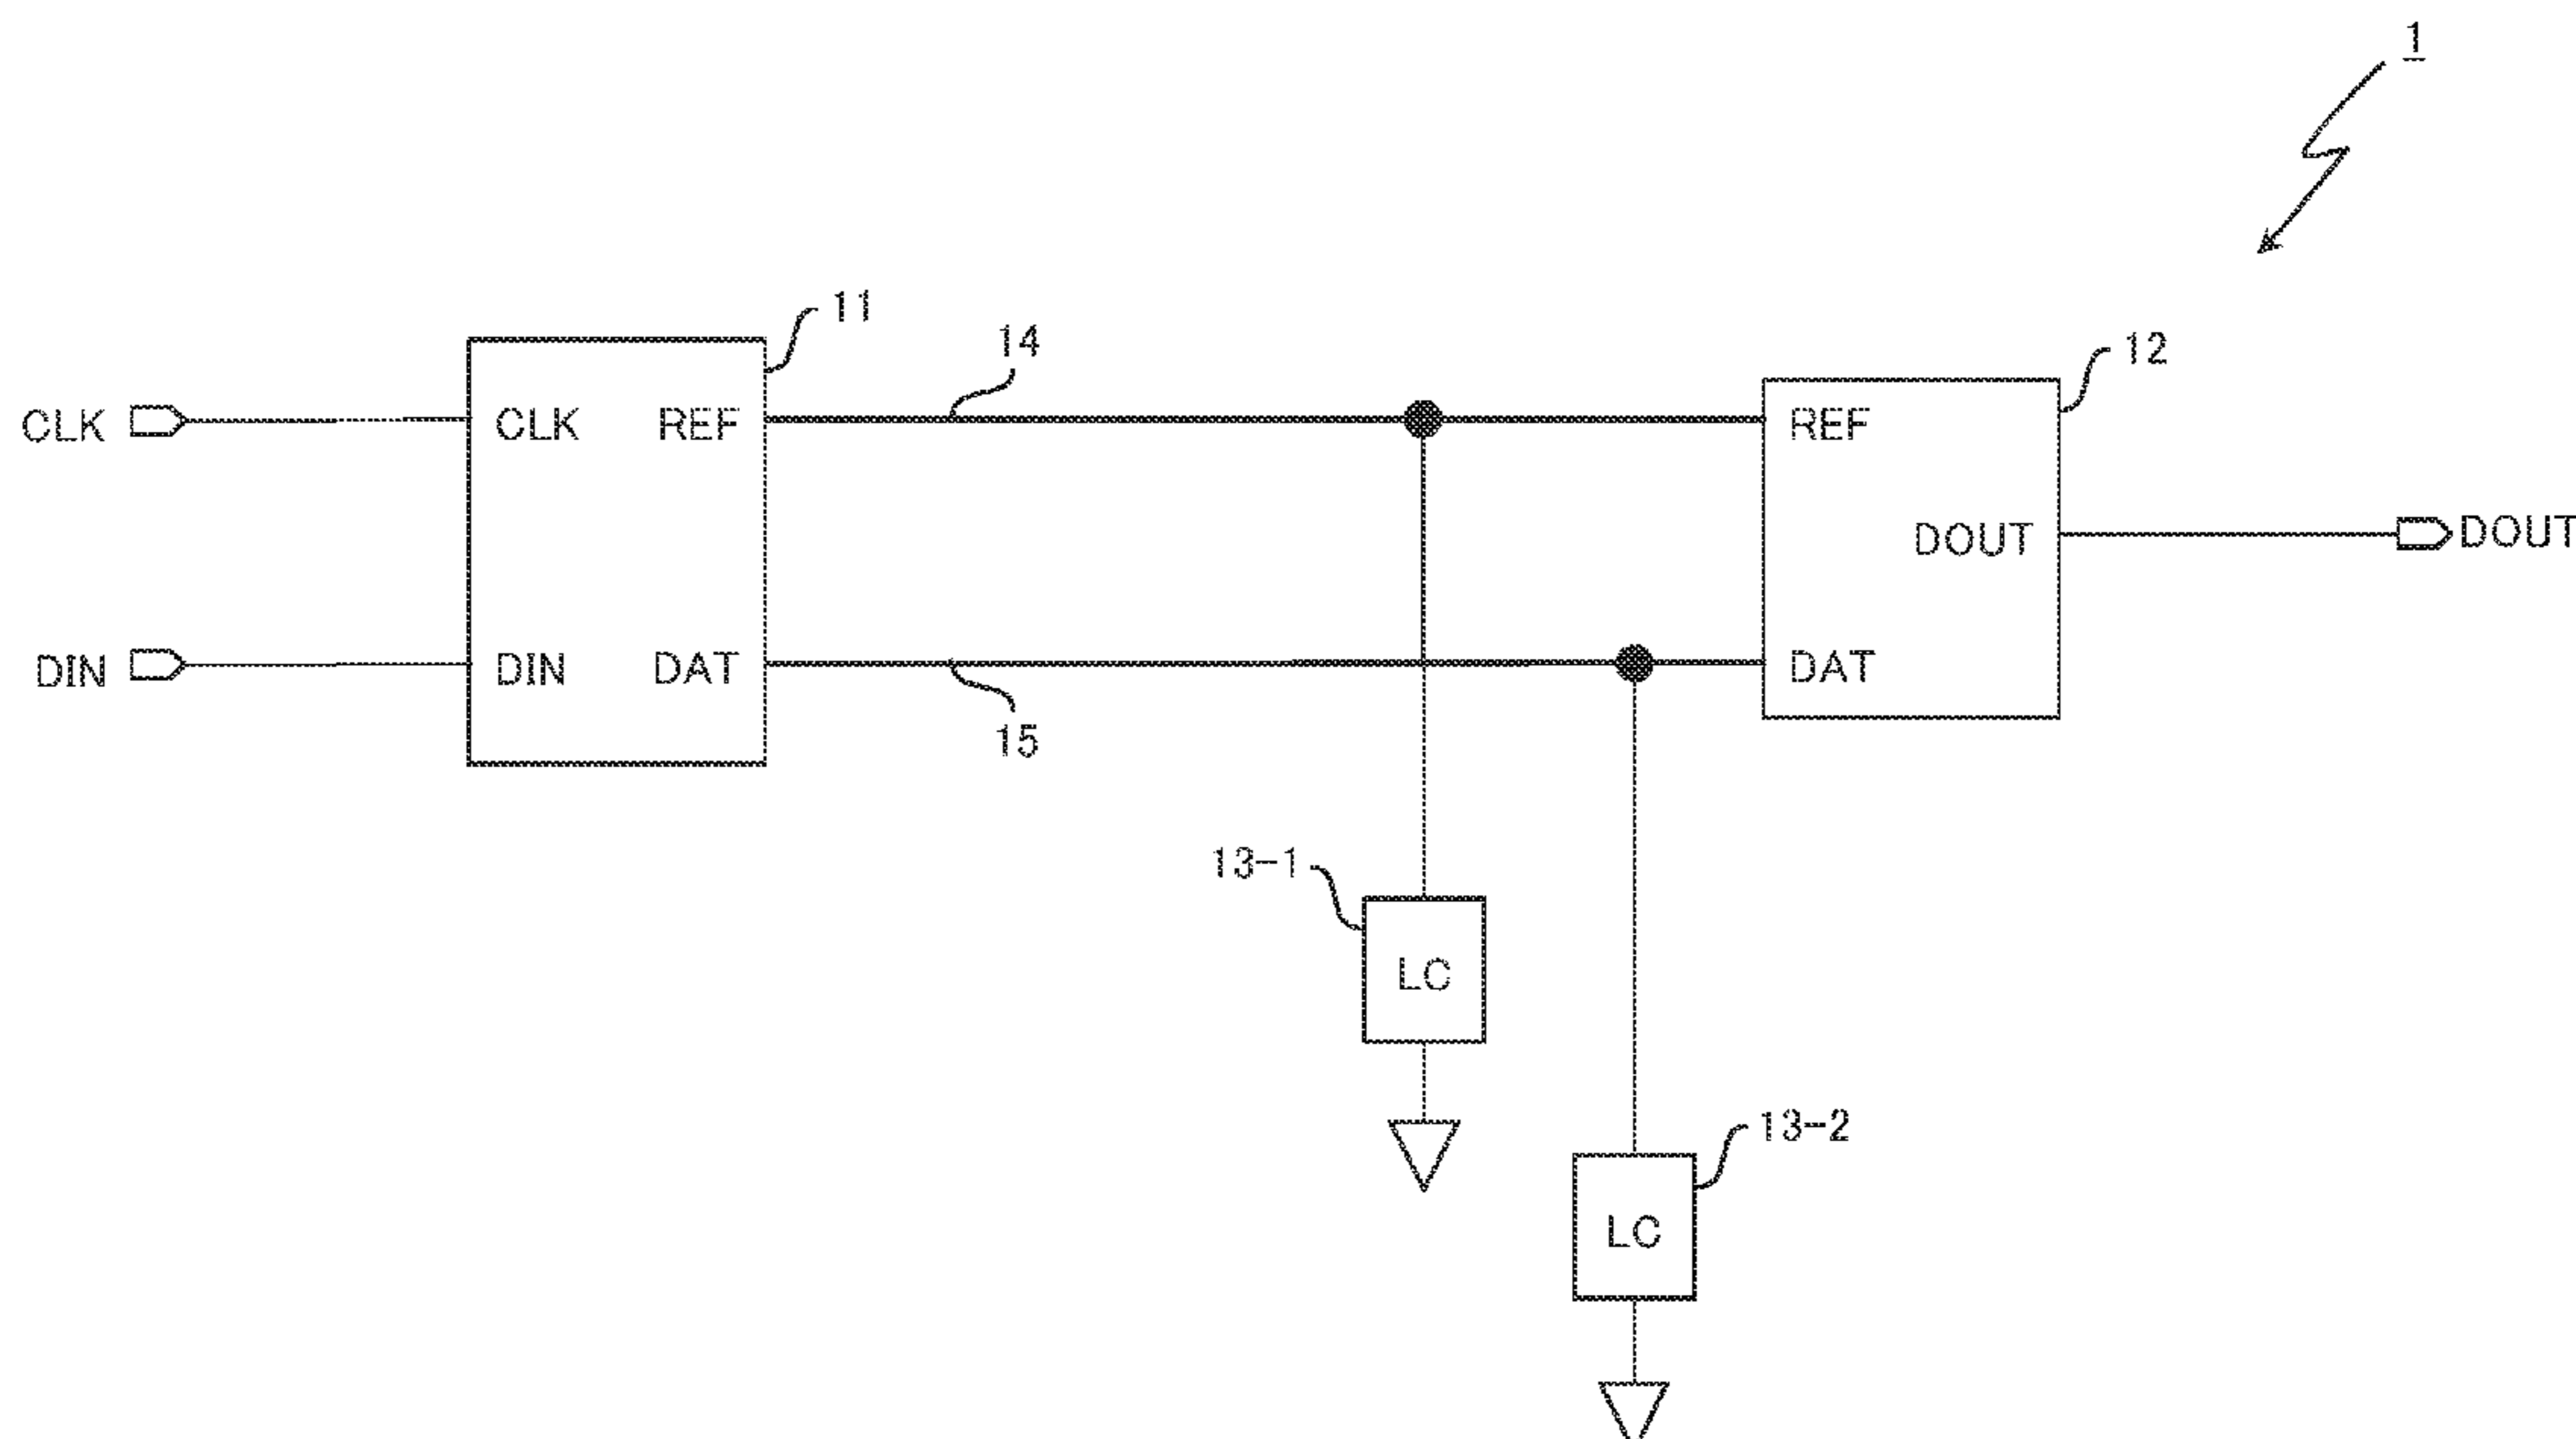 1
11
14
12
CLK
CLK
REF
REF
DOUT
DOUT
DIN
DIN
DAT
DAT
15
13-1
LC
13-2
LC